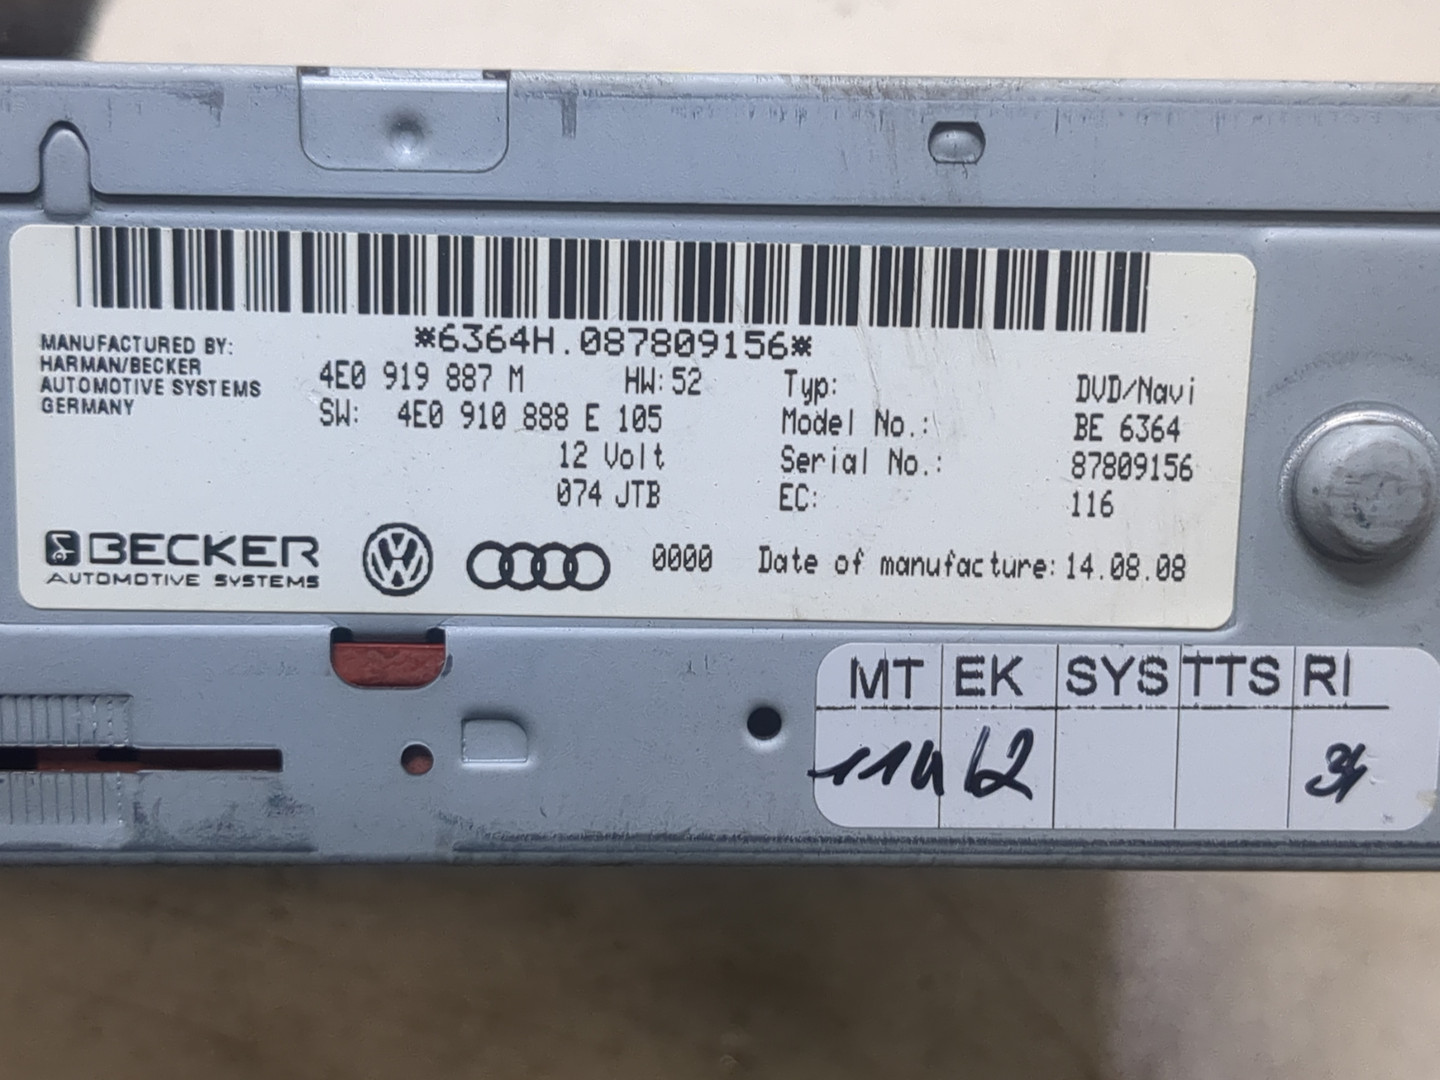 *6364H.087809156*
MANUFACTURED BY:
HARMAN/BECKER
AUTOMOTIVE SYSTEMS
GERMANY
4E0 919 887 M HW: 52
SW: 4E0 910 888 E 105
12 Volt
074 JTB
Typ: DVD/Navi
Model No.: BE 6364
Serial No.: 87809156
EC: 116
BECKER
AUTOMOTIVE SYSTEMS
0000 Date of manufacture: 14.08.08
MT EK SYS TTS RI